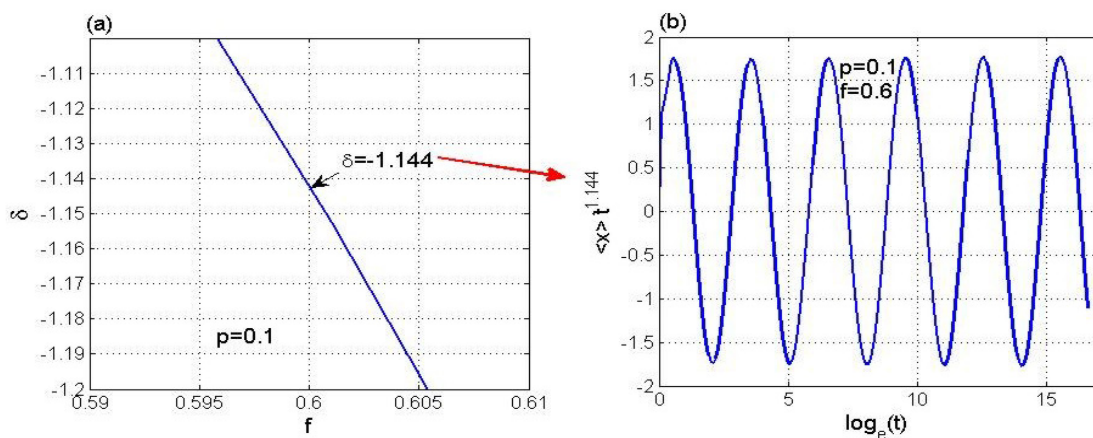 (a)
-1.11
-1.12
-1.13
-1.14
-1.15
-1.16
-1.17
-1.18
-1.19
-1.2
δ
δ=-1.144
p=0.1
0.59
0.595
0.6
0.605
0.61
f
(b)
2
1.5
1
0.5
0
-0.5
-1
-1.5
-2
<x> t^1.144
p=0.1
f=0.6
0
5
10
15
log_e(t)